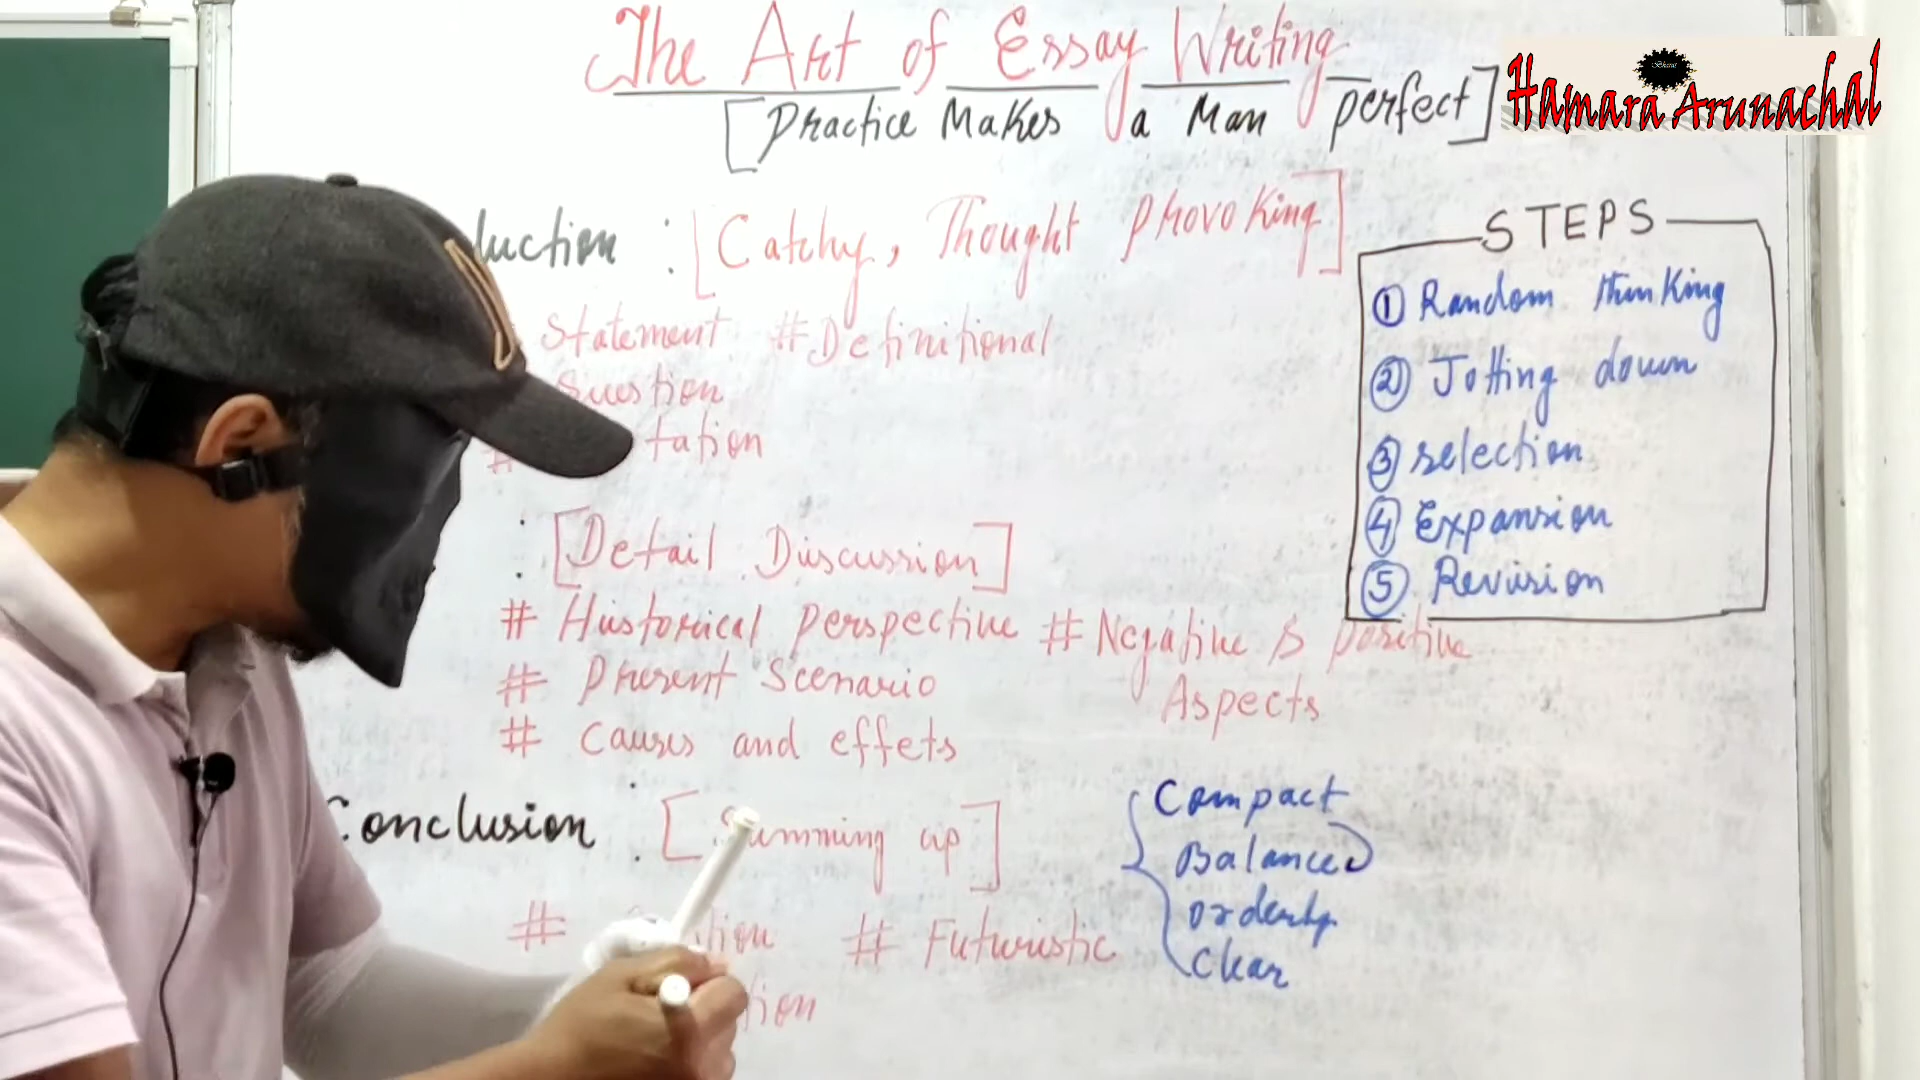 The Art of Essay Writing
[Practice Makes a Man perfect]
Hamara Arunachal
Bharat
duction : [Catchy, Thought provoking]
Statement # Definitional
Question
# tation
: [Detail Discussion]
# Historical perspective # Negative & positive
Aspects
# Present Scenario
# Causes and effets
Conclusion : [Summing up]
# tion # Futuristic
tion
STEPS
① Random thinking
② Jotting down
③ selection
④ Expansion
⑤ Revision
Compact
Balanced
orderly
Clear